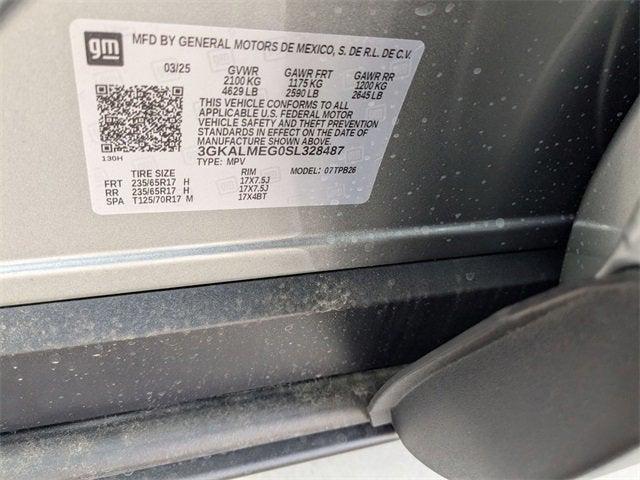 gm MFD BY GENERAL MOTORS DE MEXICO, S. DE R.L. DE C.V.
03/25 GVWR GAWR FRT GAWR RR
2100 KG 1175 KG 1200 KG
4629 LB 2590 LB 2645 LB
THIS VEHICLE CONFORMS TO ALL
APPLICABLE U.S. FEDERAL MOTOR
VEHICLE SAFETY AND THEFT PREVENTION
STANDARDS IN EFFECT ON THE DATE OF
MANUFACTURE SHOWN ABOVE.
130H 3GKALMEG0SL328487
TYPE: MPV
TIRE SIZE RIM MODEL: 07TPB26
FRT 235/65R17 H 17X7.5J
RR 235/65R17 H 17X7.5J
SPA T125/70R17 M 17X4BT